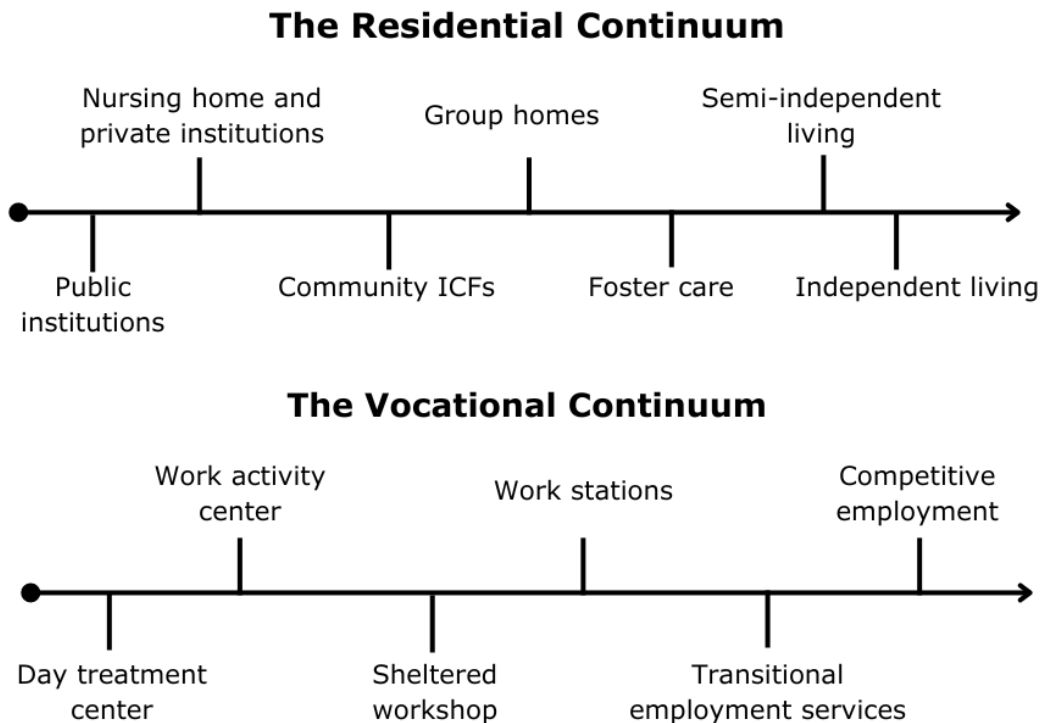 The Residential Continuum
Nursing home and
private institutions
Group homes
Semi-independent
living
Public
institutions
Community ICFs
Foster care
Independent living
The Vocational Continuum
Work activity
center
Work stations
Competitive
employment
Day treatment
center
Sheltered
workshop
Transitional
employment services